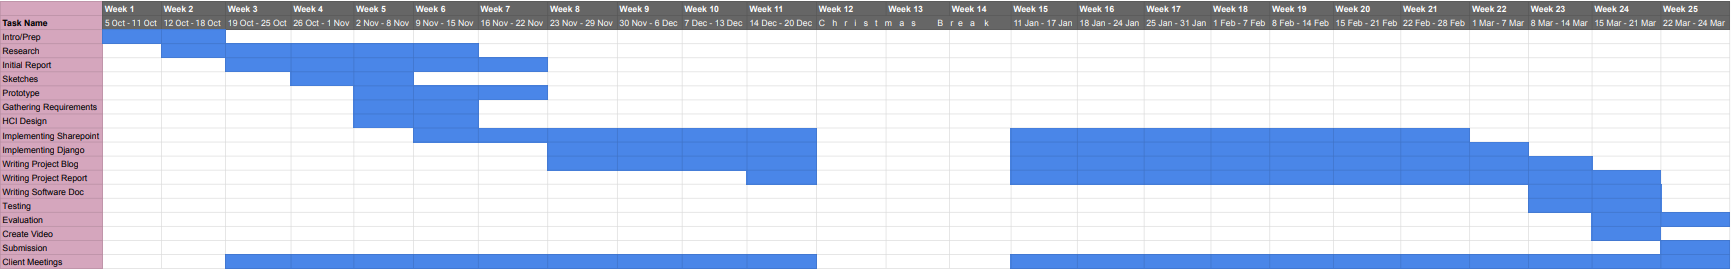 Week 1 Week 2 Week 3 Week 4 Week 5 Week 6 Week 7 Week 8 Week 9 Week 10 Week 11 Week 12 Week 13 Week 14 Week 15 Week 16 Week 17 Week 18 Week 19 Week 20 Week 21 Week 22 Week 23 Week 24 Week 25
Task Name 5 Oct - 11 Oct 12 Oct - 18 Oct 19 Oct - 25 Oct 26 Oct - 1 Nov 2 Nov - 8 Nov 9 Nov - 15 Nov 16 Nov - 22 Nov 23 Nov - 29 Nov 30 Nov - 6 Dec 7 Dec - 13 Dec 14 Dec - 20 Dec Christmas Break 11 Jan - 17 Jan 18 Jan - 24 Jan 25 Jan - 31 Jan 1 Feb - 7 Feb 8 Feb - 14 Feb 15 Feb - 21 Feb 22 Feb - 28 Feb 1 Mar - 7 Mar 8 Mar - 14 Mar 15 Mar - 21 Mar 22 Mar - 24 Mar
Intro/Prep
Research
Initial Report
Sketches
Prototype
Gathering Requirements
HCI Design
Implementing Sharepoint
Implementing Django
Writing Project Blog
Writing Project Report
Writing Software Doc
Testing
Evaluation
Create Video
Submission
Client Meetings